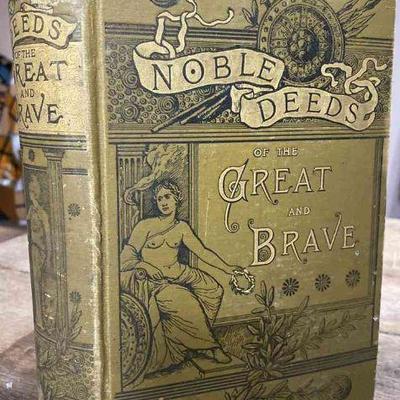 DEEDS
OF THE
GREAT
AND
BRAVE
NOBLE
DEEDS
OF THE
GREAT
AND
BRAVE